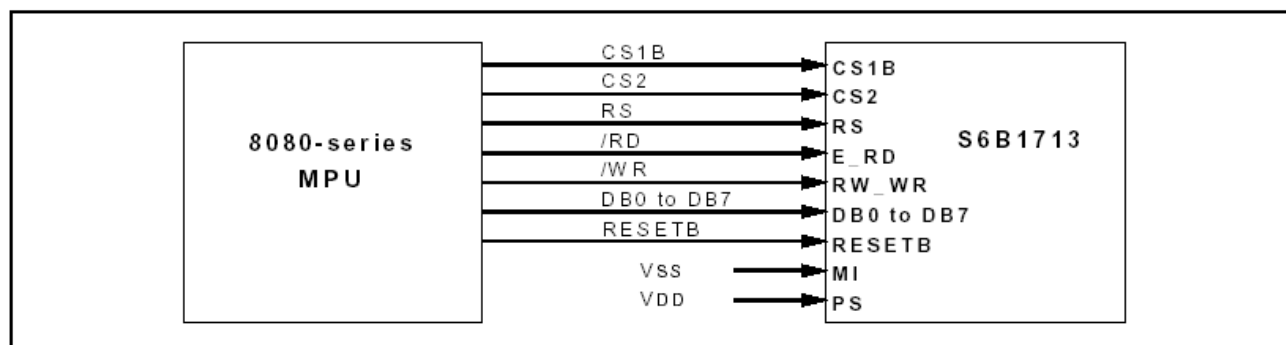 8080-series
MPU
CS1B
CS2
RS
/RD
/WR
DB0 to DB7
RESETB
VSS
VDD
CS1B
CS2
RS
E_RD
RW_WR
DB0 to DB7
RESETB
MI
PS
S6B1713